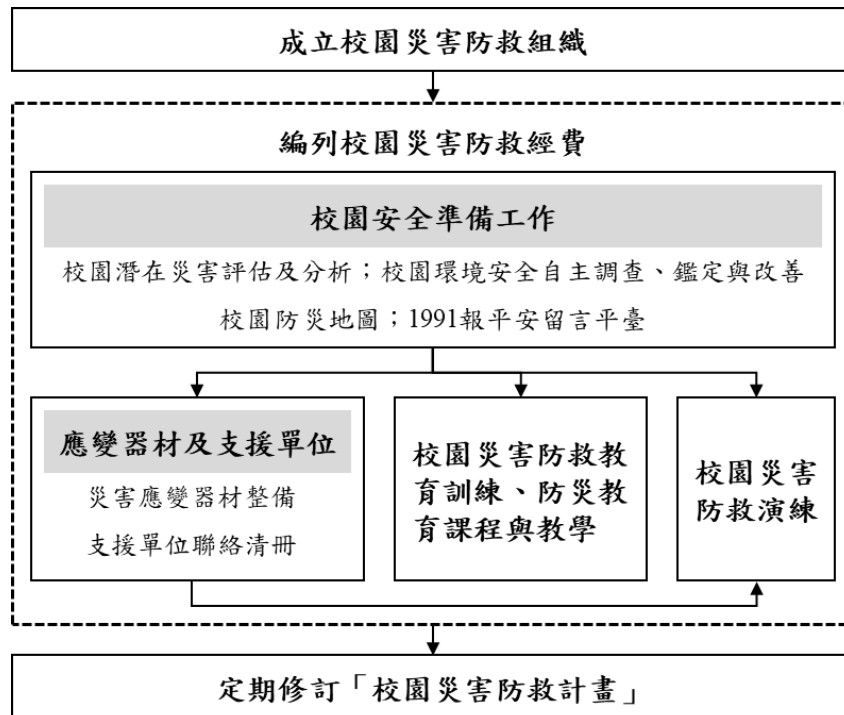 成立校園災害防救組織
編列校園災害防救經費
校園安全準備工作
校園潛在災害評估及分析；校園環境安全自主調查、鑑定與改善
校園防災地圖；1991報平安留言平臺
應變器材及支援單位
災害應變器材整備
支援單位聯絡清冊
校園災害防救教
育訓練、防災教
育課程與教學
校園災害
防救演練
定期修訂「校園災害防救計畫」